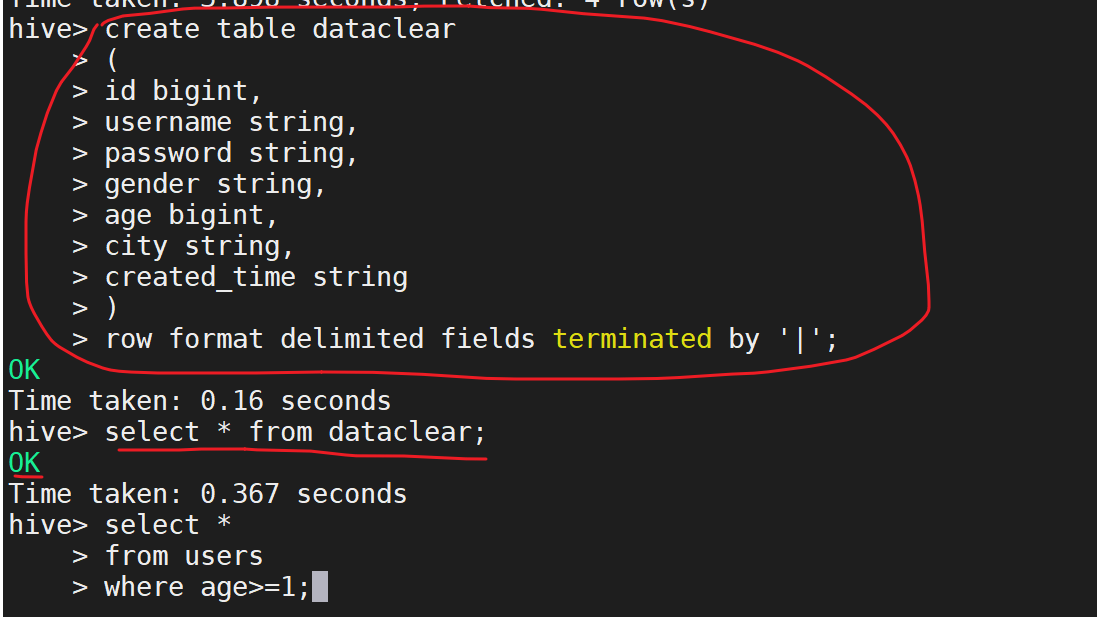 Time taken: 3.898 seconds, Fetched: 4 row(s)
hive> create table dataclear
    > (
    > id bigint,
    > username string,
    > password string,
    > gender string,
    > age bigint,
    > city string,
    > created_time string
    > )
    > row format delimited fields terminated by '|';
OK
Time taken: 0.16 seconds
hive> select * from dataclear;
OK
Time taken: 0.367 seconds
hive> select *
    > from users
    > where age>=1;